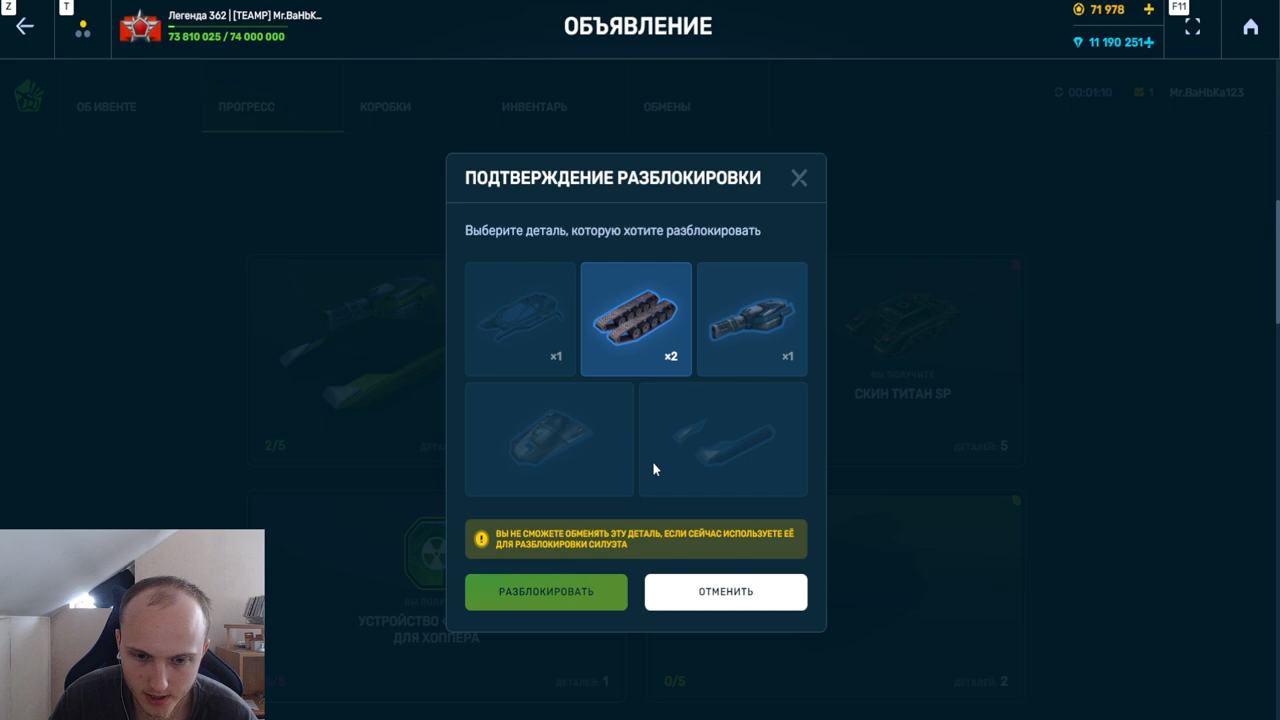 Z
T
Легенда 362 | [TEAMP] Mr.BaHbK...
73 810 025 / 74 000 000
ОБЪЯВЛЕНИЕ
71 978
11 190 251
F11
ОБ ИВЕНТЕ
ПРОГРЕСС
КОРОБКИ
ИНВЕНТАРЬ
ОБМЕНЫ
00:01:10
1
Mr.BaHbKa123
ПОДТВЕРЖДЕНИЕ РАЗБЛОКИРОВКИ
Выберите деталь, которую хотите разблокировать
x1
x2
x1
ВЫ ПОЛУЧИТЕ
СКИН ТИТАН SP
2/5
ДЕТАЛЕЙ: 5
ВЫ НЕ СМОЖЕТЕ ОБМЕНЯТЬ ЭТУ ДЕТАЛЬ, ЕСЛИ СЕЙЧАС ИСПОЛЬЗУЕТЕ ЕЁ
ДЛЯ РАЗБЛОКИРОВКИ СИЛУЭТА
РАЗБЛОКИРОВАТЬ
ОТМЕНИТЬ
УСТРОЙСТВО
ДЛЯ ХОППЕРА
ДЕТАЛЕЙ: 1
0/5
ДЕТАЛЕЙ: 2